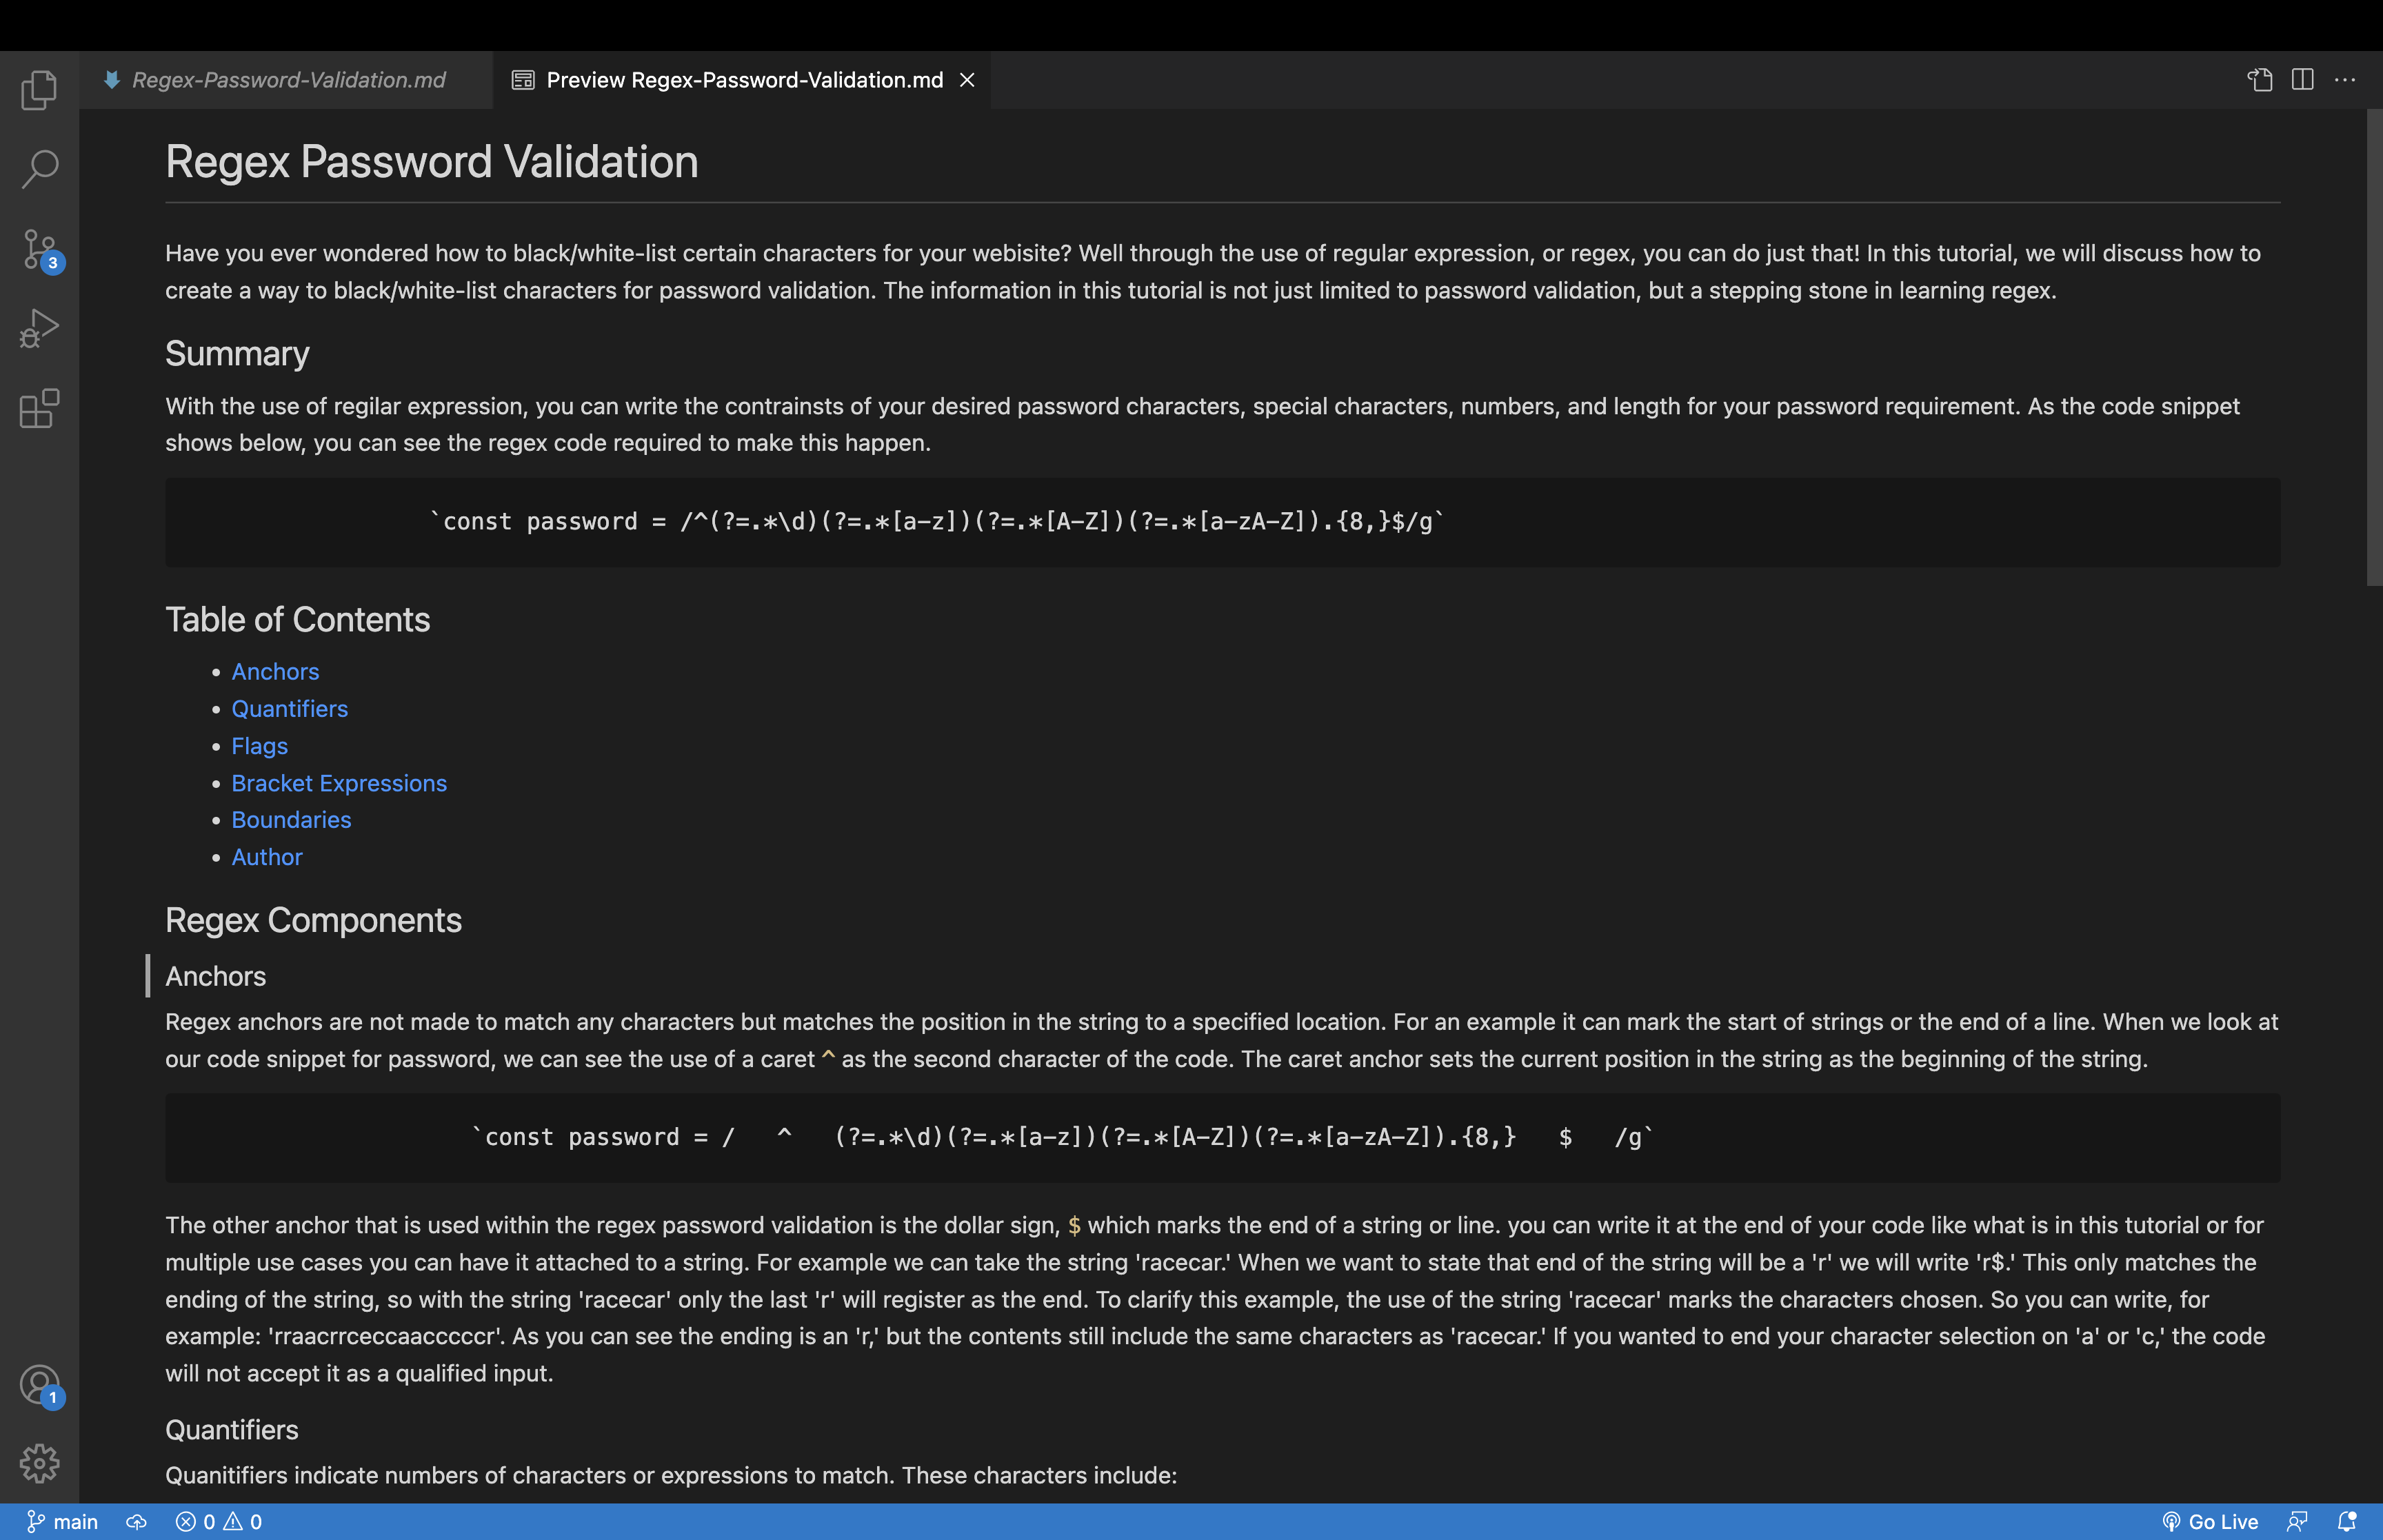 Regex-Password-Validation.md
Preview Regex-Password-Validation.md
Regex Password Validation
Have you ever wondered how to black/white-list certain characters for your webisite? Well through the use of regular expression, or regex, you can do just that! In this tutorial, we will discuss how to
create a way to black/white-list characters for password validation. The information in this tutorial is not just limited to password validation, but a stepping stone in learning regex.
Summary
With the use of regilar expression, you can write the contrainsts of your desired password characters, special characters, numbers, and length for your password requirement. As the code snippet
shows below, you can see the regex code required to make this happen.
`const password = /^(?=.*\d)(?=.*[a-z])(?=.*[A-Z])(?=.*[a-zA-Z]).{8,}$/g`
Table of Contents
• Anchors
• Quantifiers
• Flags
• Bracket Expressions
• Boundaries
• Author
Regex Components
Anchors
Regex anchors are not made to match any characters but matches the position in the string to a specified location. For an example it can mark the start of strings or the end of a line. When we look at
our code snippet for password, we can see the use of a caret ^ as the second character of the code. The caret anchor sets the current position in the string as the beginning of the string.
`const password = /   ^   (?=.*\d)(?=.*[a-z])(?=.*[A-Z])(?=.*[a-zA-Z]).{8,}   $   /g`
The other anchor that is used within the regex password validation is the dollar sign, $ which marks the end of a string or line. you can write it at the end of your code like what is in this tutorial or for
multiple use cases you can have it attached to a string. For example we can take the string 'racecar.' When we want to state that end of the string will be a 'r' we will write 'r$.' This only matches the
ending of the string, so with the string 'racecar' only the last 'r' will register as the end. To clarify this example, the use of the string 'racecar' marks the characters chosen. So you can write, for
example: 'rraacrrceccaacccccr'. As you can see the ending is an 'r,' but the contents still include the same characters as 'racecar.' If you wanted to end your character selection on 'a' or 'c,' the code
will not accept it as a qualified input.
Quantifiers
Quanitifiers indicate numbers of characters or expressions to match. These characters include:
3
1
main
0
0
Go Live